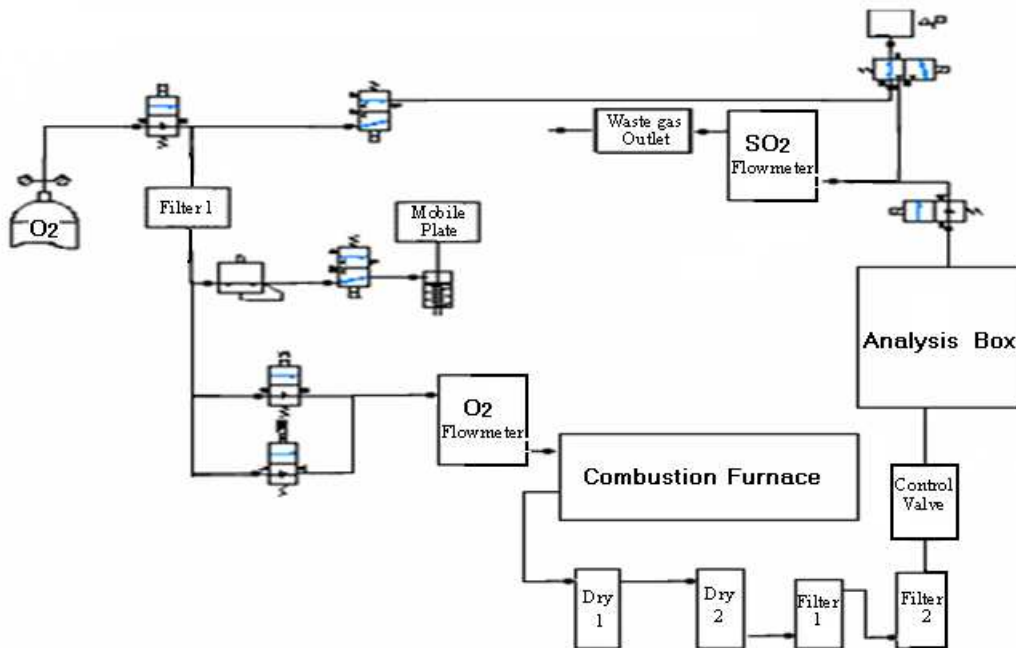 ΔP
Waste gas
Outlet
SO2
Flowmeter
O2
Filter 1
Mobile
Plate
Analysis Box
O2
Flowmeter
Combustion Furnace
Control
Valve
Dry
1
Dry
2
Filter
1
Filter
2